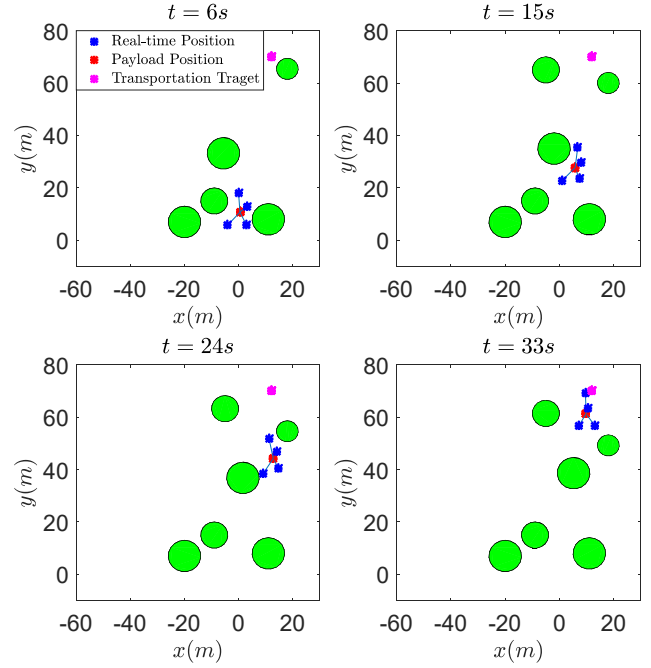 t = 6s
80
60
40
20
0
-60 -40 -20 0 20
x(m)
y(m)
Real-time Position
Payload Position
Transportation Traget
t = 15s
80
60
40
20
0
-60 -40 -20 0 20
x(m)
y(m)
t = 24s
80
60
40
20
0
-60 -40 -20 0 20
x(m)
y(m)
t = 33s
80
60
40
20
0
-60 -40 -20 0 20
x(m)
y(m)